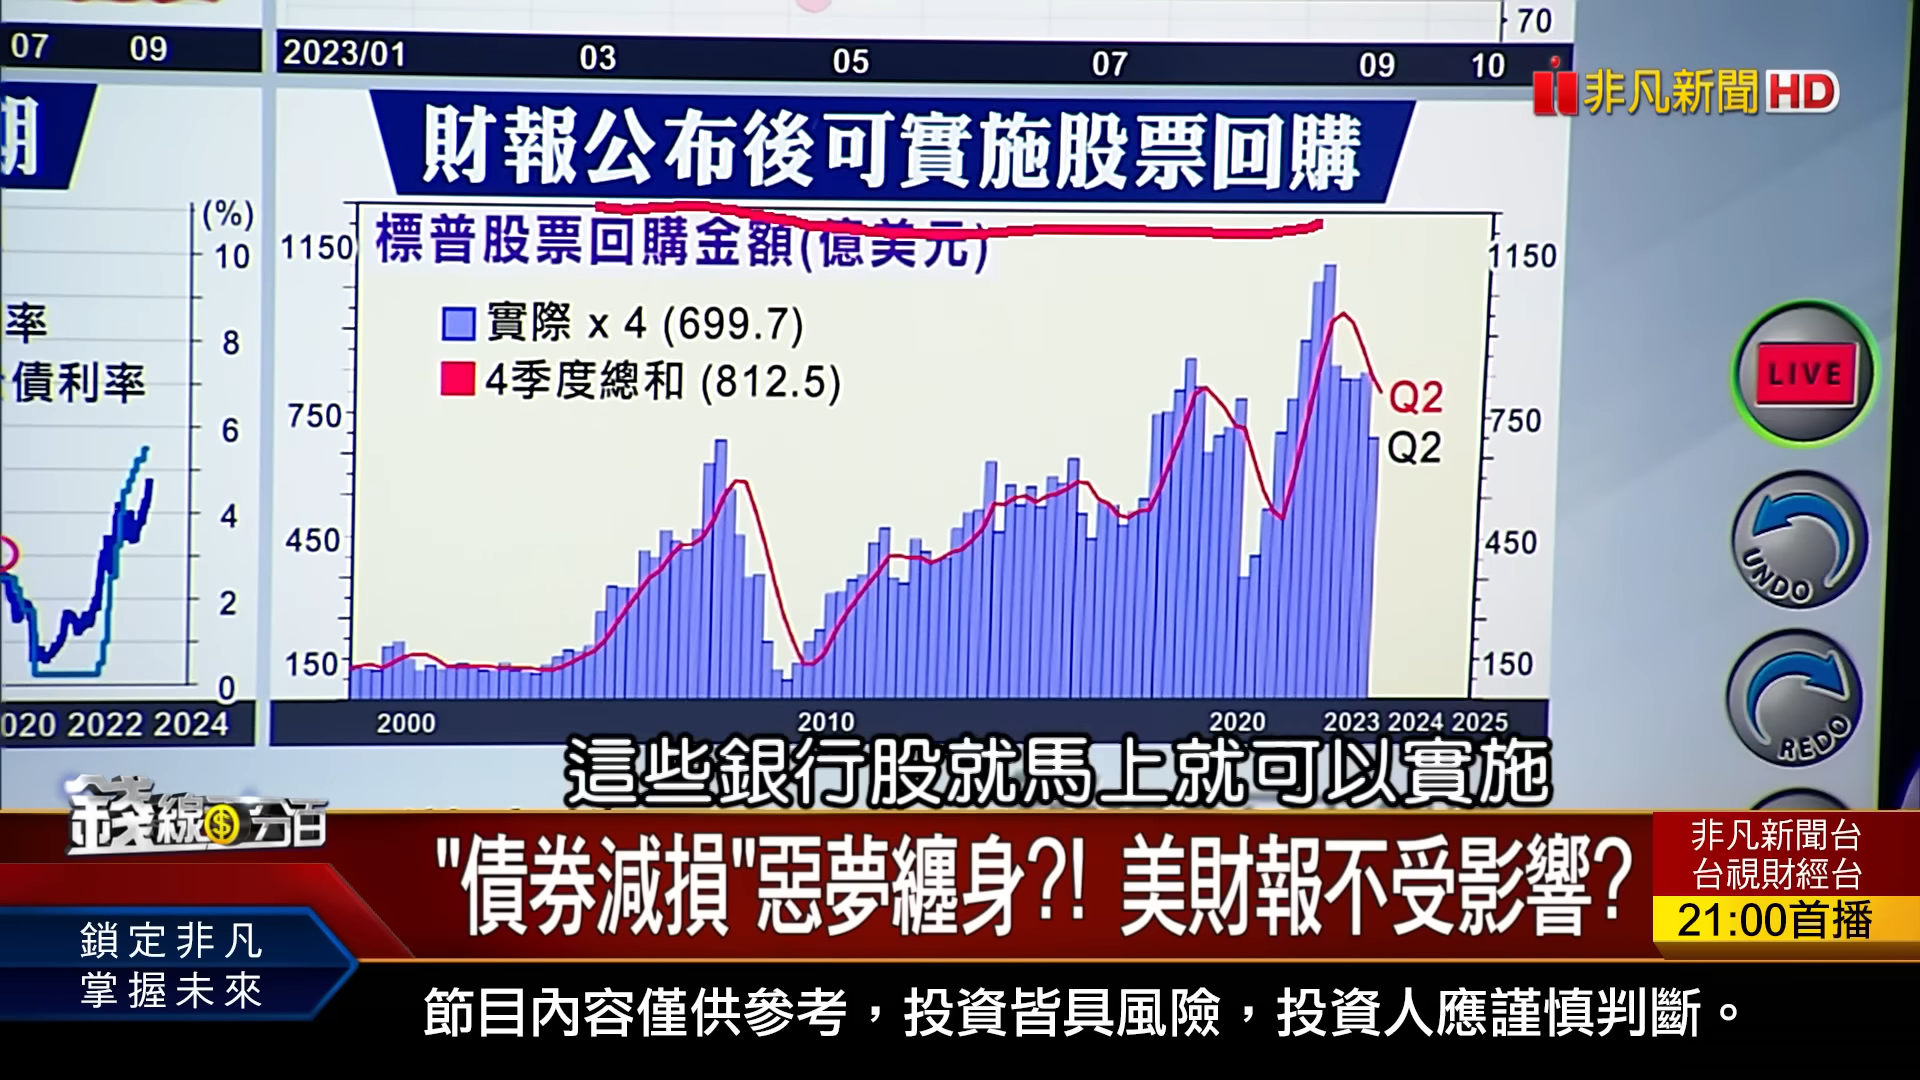 70
07 09
2023/01 03 05 07 09 10
非凡新聞HD
期
財報公布後可實施股票回購
標普股票回購金額(億美元)
(%)
10
8
6
4
2
0
率
債利率
1150
750
450
150
實際 x 4 (699.7)
4季度總和 (812.5)
Q2
Q2
1150
750
450
150
LIVE
UNDO
REDO
020 2022 2024
2000 2010 2020 2023 2024 2025
這些銀行股就馬上就可以實施
錢線百分百
"債券減損"惡夢纏身?! 美財報不受影響?
非凡新聞台
台視財經台
21:00首播
鎖定非凡
掌握未來
節目內容僅供參考，投資皆具風險，投資人應謹慎判斷。